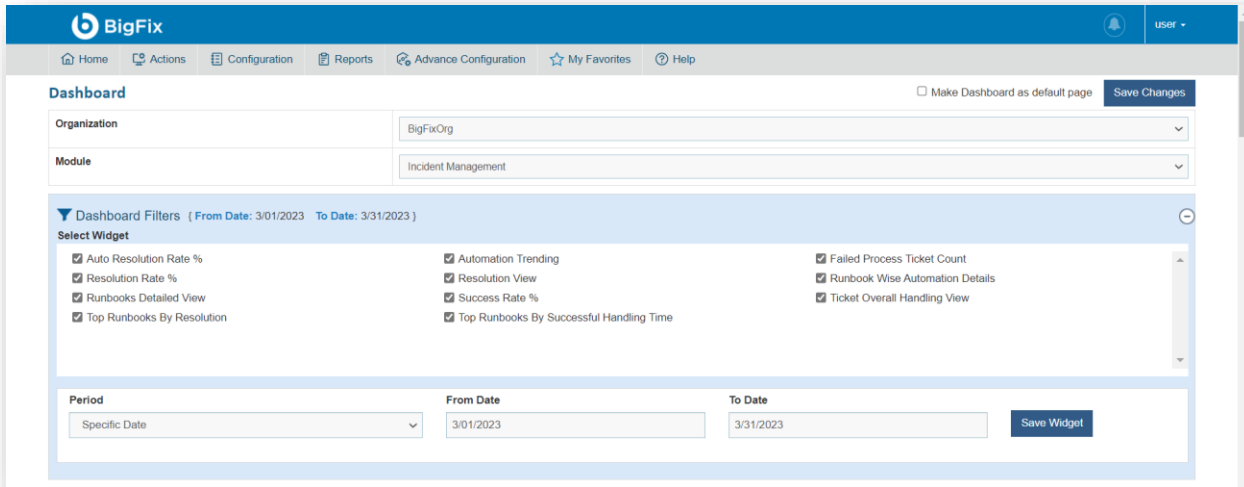 BigFix
user
Home Actions Configuration Reports Advance Configuration My Favorites Help
Dashboard Make Dashboard as default page Save Changes
Organization BigFixOrg
Module Incident Management
Dashboard Filters { From Date: 3/01/2023 To Date: 3/31/2023 }
Select Widget
Auto Resolution Rate % Automation Trending Failed Process Ticket Count
Resolution Rate % Resolution View Runbook Wise Automation Details
Runbooks Detailed View Success Rate % Ticket Overall Handling View
Top Runbooks By Resolution Top Runbooks By Successful Handling Time
Period From Date To Date
Specific Date 3/01/2023 3/31/2023 Save Widget